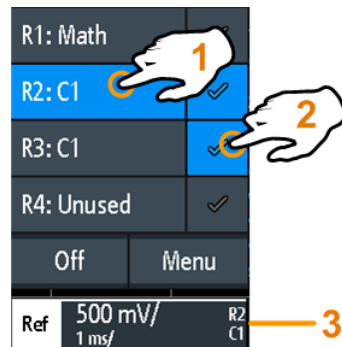 R1: Math
1
R2: C1
2
R3: C1
R4: Unused
Off Menu
Ref 500 mV/ R2
1 ms/ C1
3